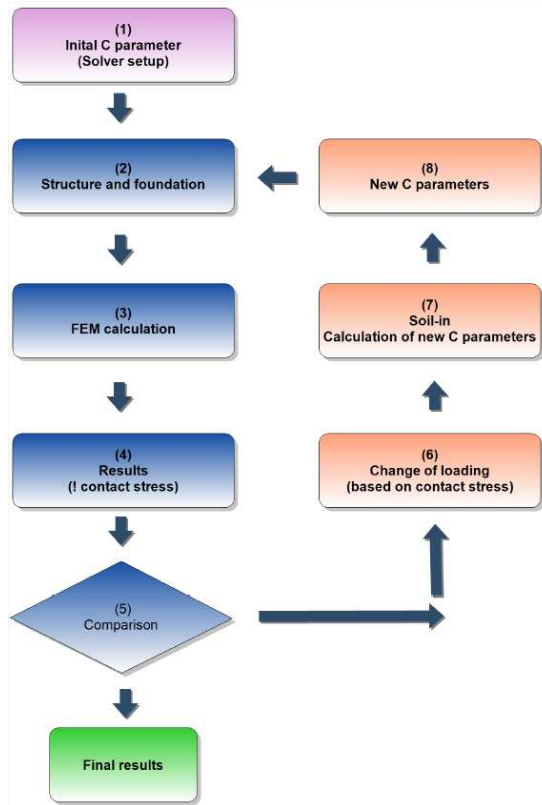 (1)
Inital C parameter
(Solver setup)
(2)
Structure and foundation
(8)
New C parameters
(3)
FEM calculation
(7)
Soil-in
Calculation of new C parameters
(4)
Results
(! contact stress)
(6)
Change of loading
(based on contact stress)
(5)
Comparison
Final results